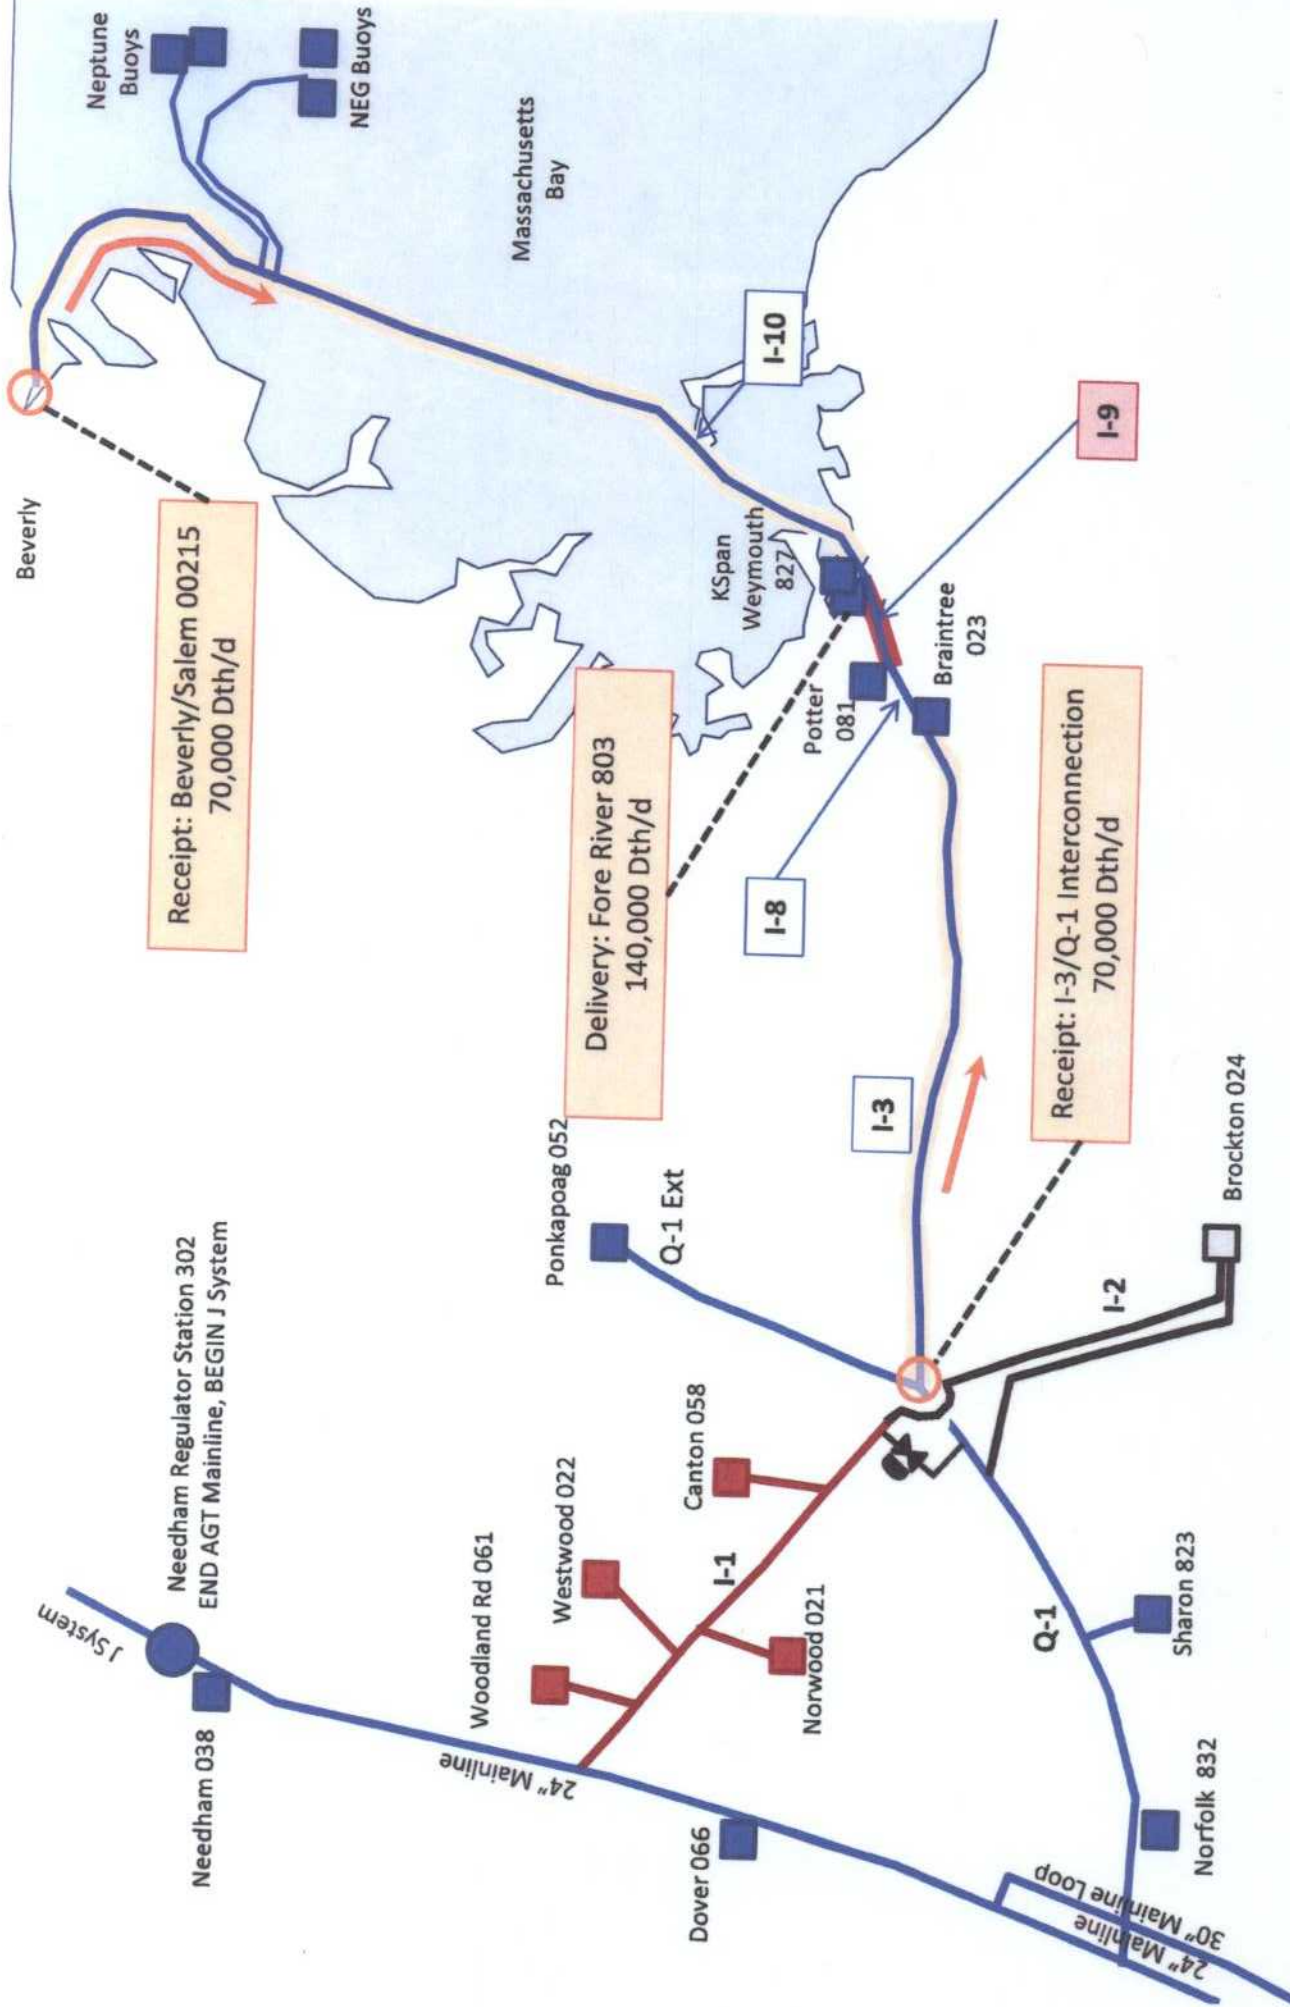 Needham Regulator Station 302
END AGT Mainline, BEGIN J System
J System
Needham 038
24" Mainline
Woodland Rd 061
Westwood 022
Canton 058
I-1
Norwood 021
Dover 066
30" Mainline Loop
24" Mainline
Norfolk 832
Q-1
Sharon 823
Ponkapoag 052
Q-1 Ext
I-2
Brockton 024
I-3
Receipt: I-3/Q-1 Interconnection
70,000 Dth/d
Delivery: Fore River 803
140,000 Dth/d
I-8
Receipt: Beverly/Salem 00215
70,000 Dth/d
Beverly
Potter
081
Braintree
023
KSpan
Weymouth
827
I-9
I-10
Massachusetts
Bay
Neptune
Buoys
NEG Buoys